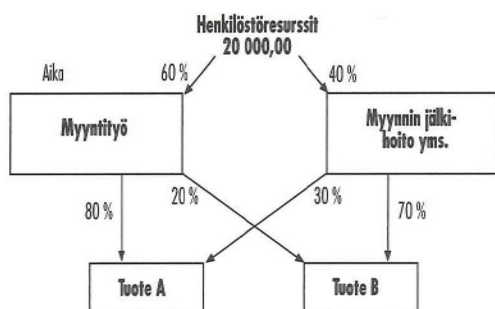 Henkilöstöresurssit
20 000,00
Aika
60 %
40 %
Myyntityö
Myynnin jälki-
hoito yms.
80 %
20 %
30 %
70 %
Tuote A
Tuote B